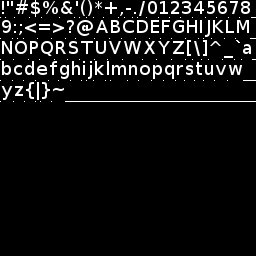 !"#$%&'()*+,-./012345678
9:;<=>?@ABCDEFGHIJKLM
NOPQRSTUVWXYZ[\]^_`a
bcdefghijklmnopqrstuvw
yz{|}~